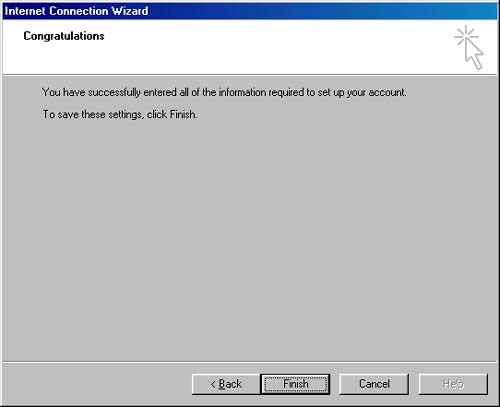 Internet Connection Wizard
Congratulations
You have successfully entered all of the information required to set up your account.
To save these settings, click Finish.
< Back Finish Cancel Help